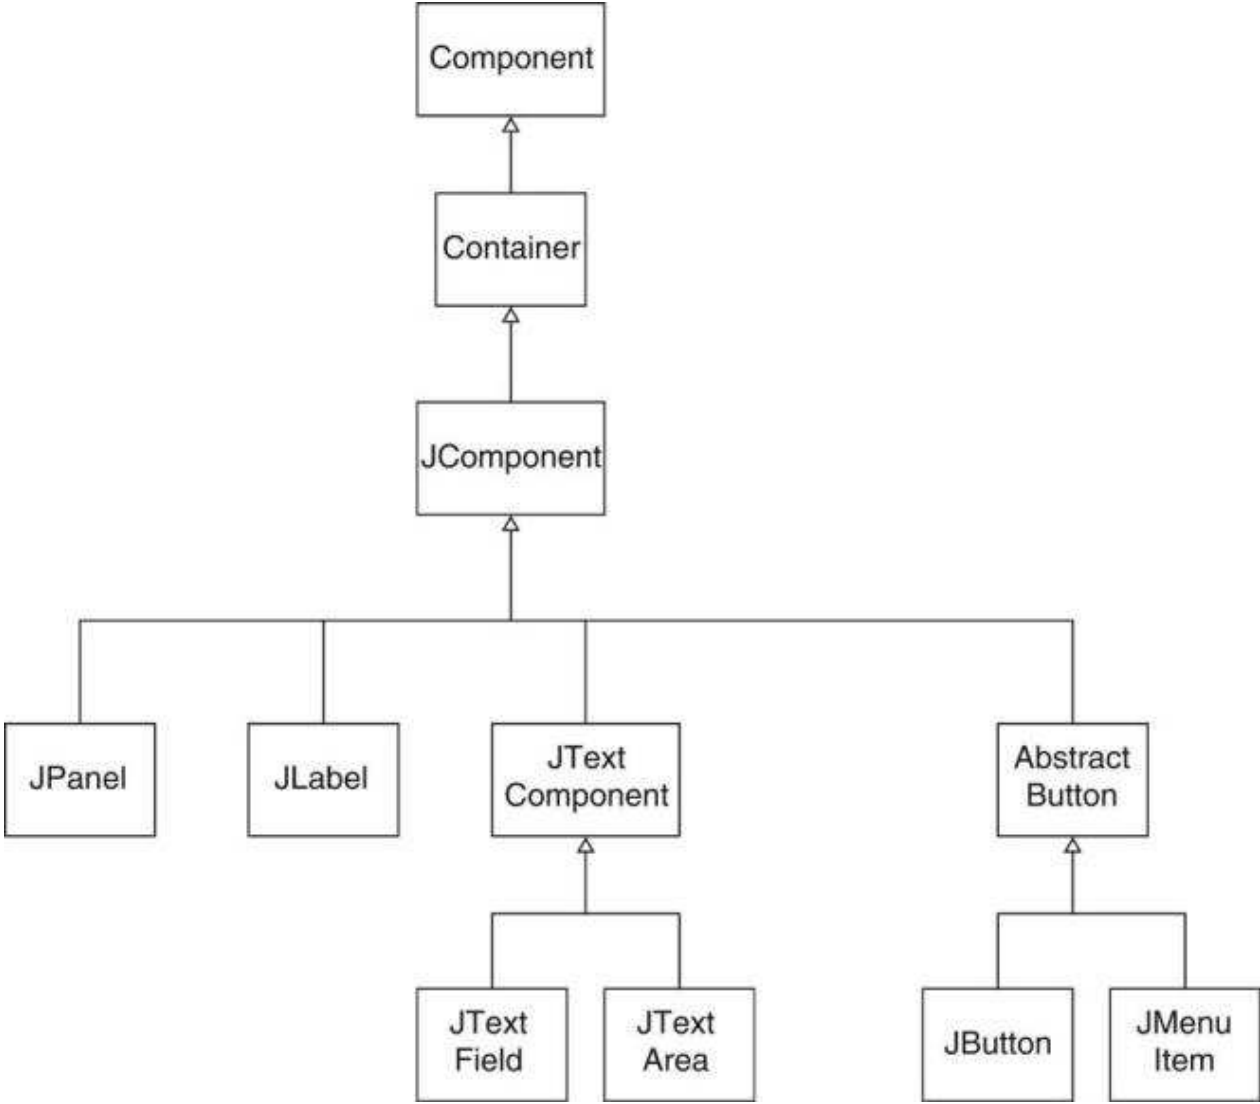 Component
Container
JComponent
JPanel
JLabel
JText
Component
Abstract
Button
JText
Field
JText
Area
JButton
JMenu
Item